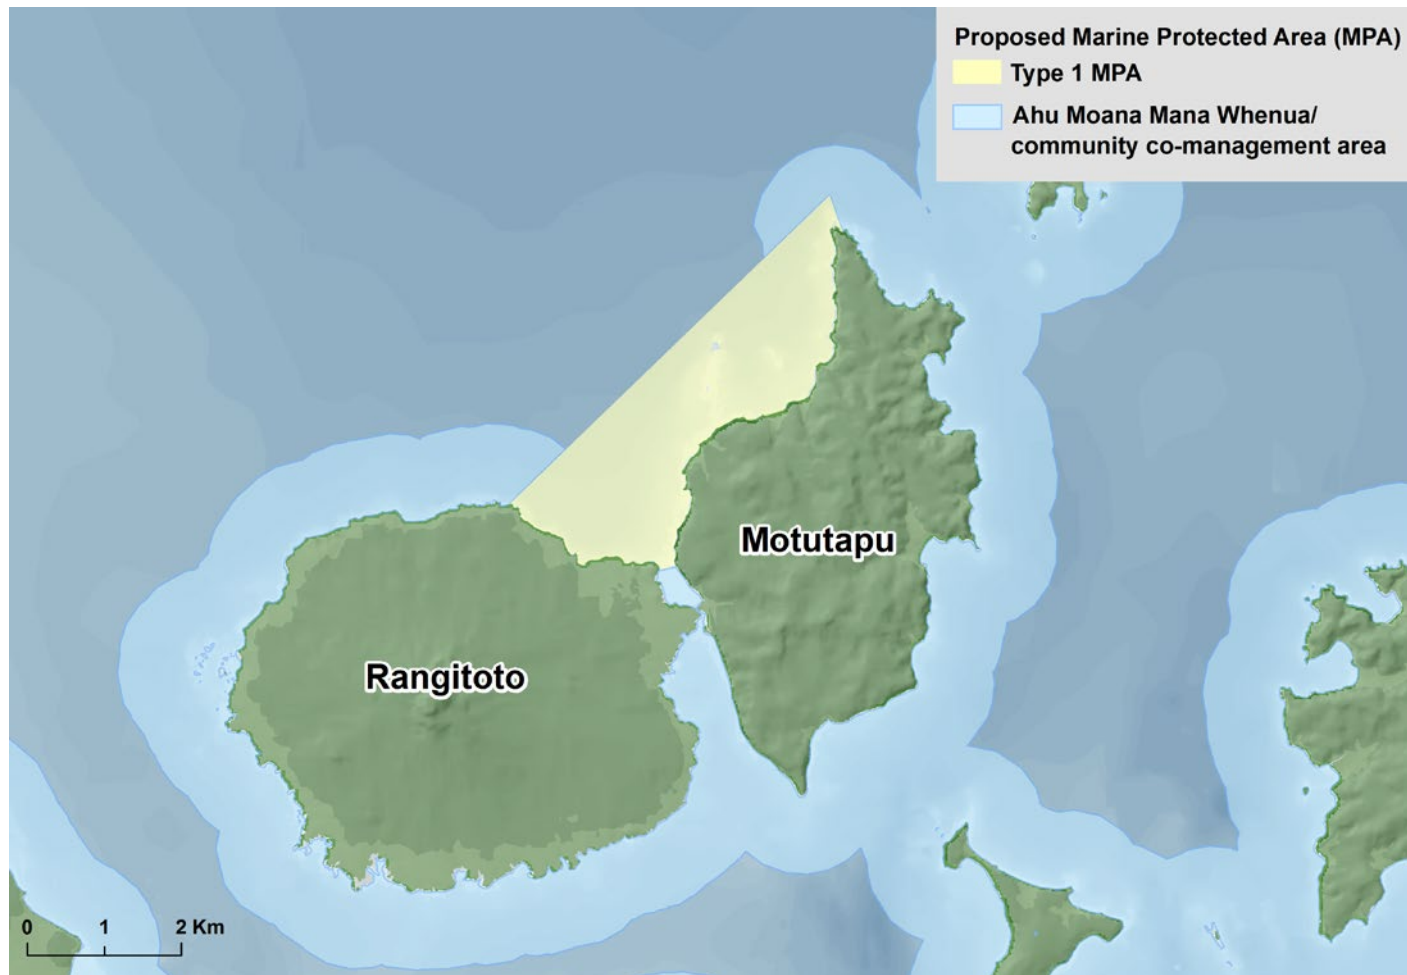 Proposed Marine Protected Area (MPA)
Type 1 MPA
Ahu Moana Mana Whenua/
community co-management area
Motutapu
Rangitoto
0 1 2 Km